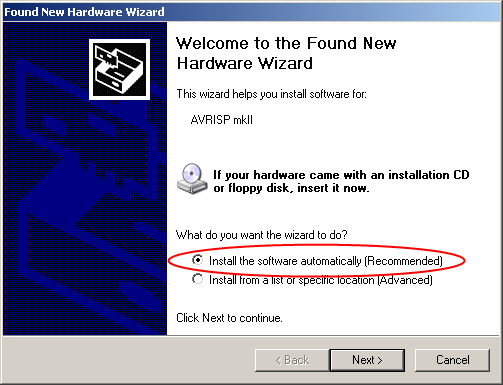 Found New Hardware Wizard
Welcome to the Found New
Hardware Wizard
This wizard helps you install software for:
AVRISP mkII
If your hardware came with an installation CD
or floppy disk, insert it now.
What do you want the wizard to do?
Install the software automatically (Recommended)
Install from a list or specific location (Advanced)
Click Next to continue.
< Back
Next >
Cancel